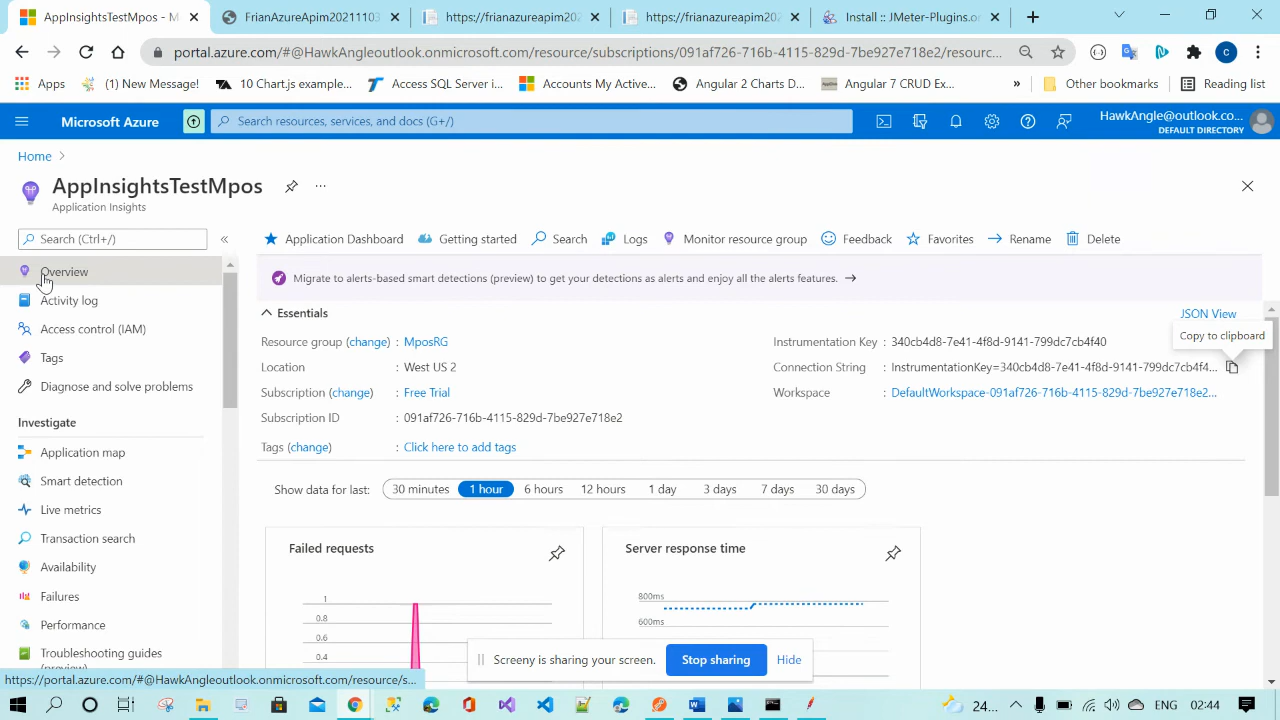 AppInsightsTestMpos - M
FrianAzureApim20211103
https://frianazureapim202
https://frianazureapim202
Install :: JMeter-Plugins.o
portal.azure.com/#@HawkAngleoutlook.onmicrosoft.com/resource/subscriptions/091af726-716b-4115-829d-7be927e718e2/resourc...
C
Apps
(1) New Message!
10 Chart.js example...
Access SQL Server i...
Accounts My Active...
Angular 2 Charts D...
Angular 7 CRUD Ex...
»
Other bookmarks
Reading list
Microsoft Azure
Search resources, services, and docs (G+/)
HawkAngle@outlook.co...
DEFAULT DIRECTORY
Home
AppInsightsTestMpos
Application Insights
Search (Ctrl+/)
«
Application Dashboard
Getting started
Search
Logs
Monitor resource group
Feedback
Favorites
Rename
Delete
Overview
Activity log
Access control (IAM)
Tags
Diagnose and solve problems
Investigate
Application map
Smart detection
Live metrics
Transaction search
Availability
Failures
Performance
Troubleshooting guides
(preview)
Migrate to alerts-based smart detections (preview) to get your detections as alerts and enjoy all the alerts features.
Essentials
JSON View
Copy to clipboard
Resource group (change) : MposRG
Location : West US 2
Subscription (change) : Free Trial
Subscription ID : 091af726-716b-4115-829d-7be927e718e2
Tags (change) : Click here to add tags
Instrumentation Key : 340cb4d8-7e41-4f8d-9141-799dc7cb4f40
Connection String : InstrumentationKey=340cb4d8-7e41-4f8d-9141-799dc7cb4f4...
Workspace : DefaultWorkspace-091af726-716b-4115-829d-7be927e718e2...
Show data for last: 30 minutes 1 hour 6 hours 12 hours 1 day 3 days 7 days 30 days
Failed requests
1
0.8
0.6
0.4
Server response time
800ms
600ms
Screeny is sharing your screen.
Stop sharing
Hide
https://portal.azure.com/#@HawkAngleoutlook.onmicrosoft.com/resource/s...
24...
ENG
02:44